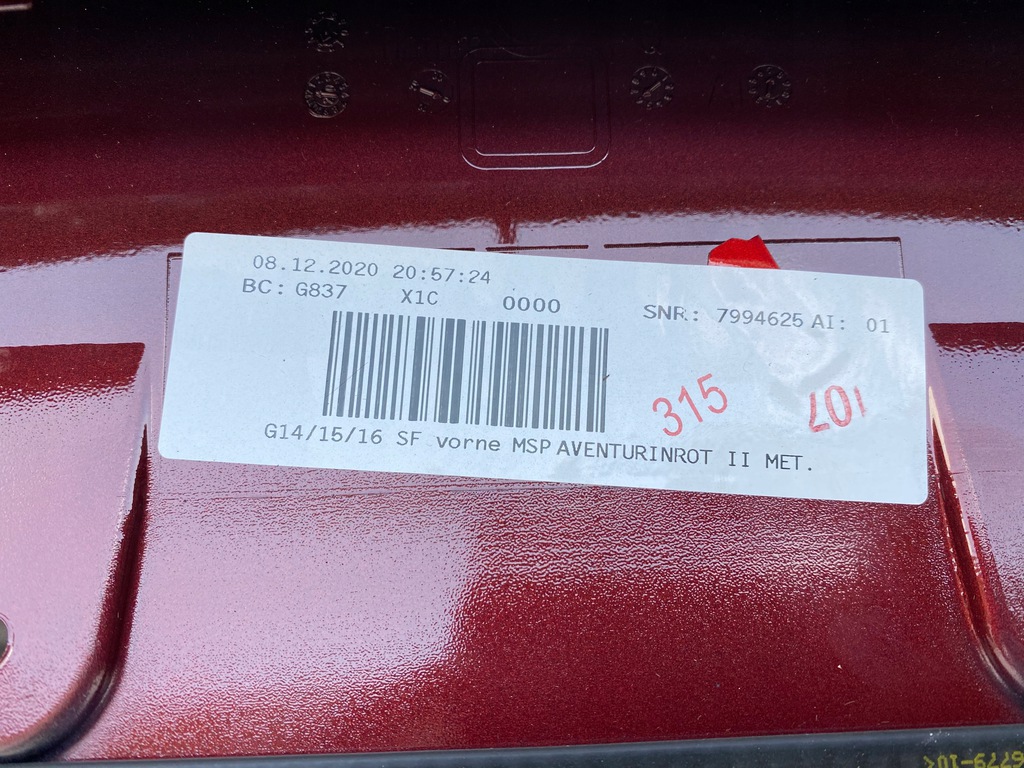 08.12.2020 20:57:24
BC: G837 X1C 0000 SNR: 7994625 AI: 01
315 107
G14/15/16 SF vorne MSP AVENTURINROT II MET.